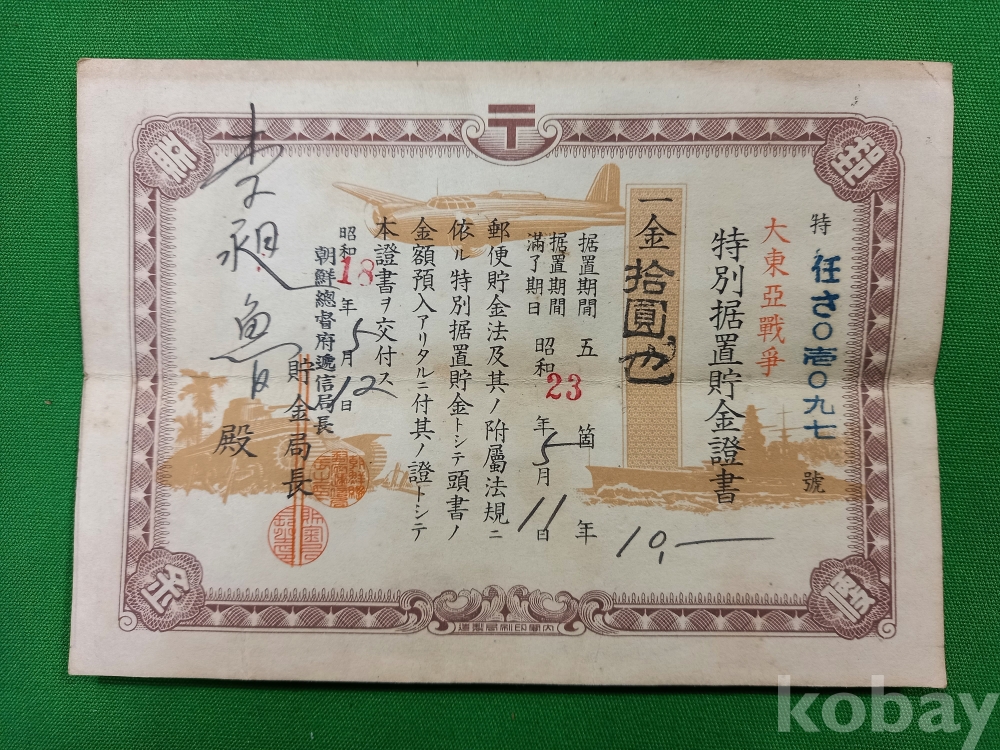 特 任さ〇壱〇九七 號
大東亞戰爭
特別据置貯金證書
一金拾圓也
10,—
据置期間 五箇年
据置期間滿了期日 昭和23年5月11日
郵便貯金法及其ノ附屬法規ニ
依ル特別据置貯金トシテ頭書ノ
金額預入アリタルニ付其ノ證トシテ
本證書ヲ交付ス
昭和18年5月12日
朝鮮總督府遞信局長
貯金局長
殿
内閣印刷局製造
kobay